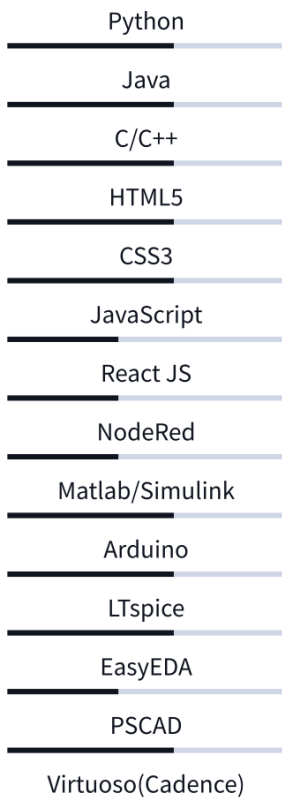 Python
Java
C/C++
HTML5
CSS3
JavaScript
React JS
NodeRed
Matlab/Simulink
Arduino
LTspice
EasyEDA
PSCAD
Virtuoso(Cadence)